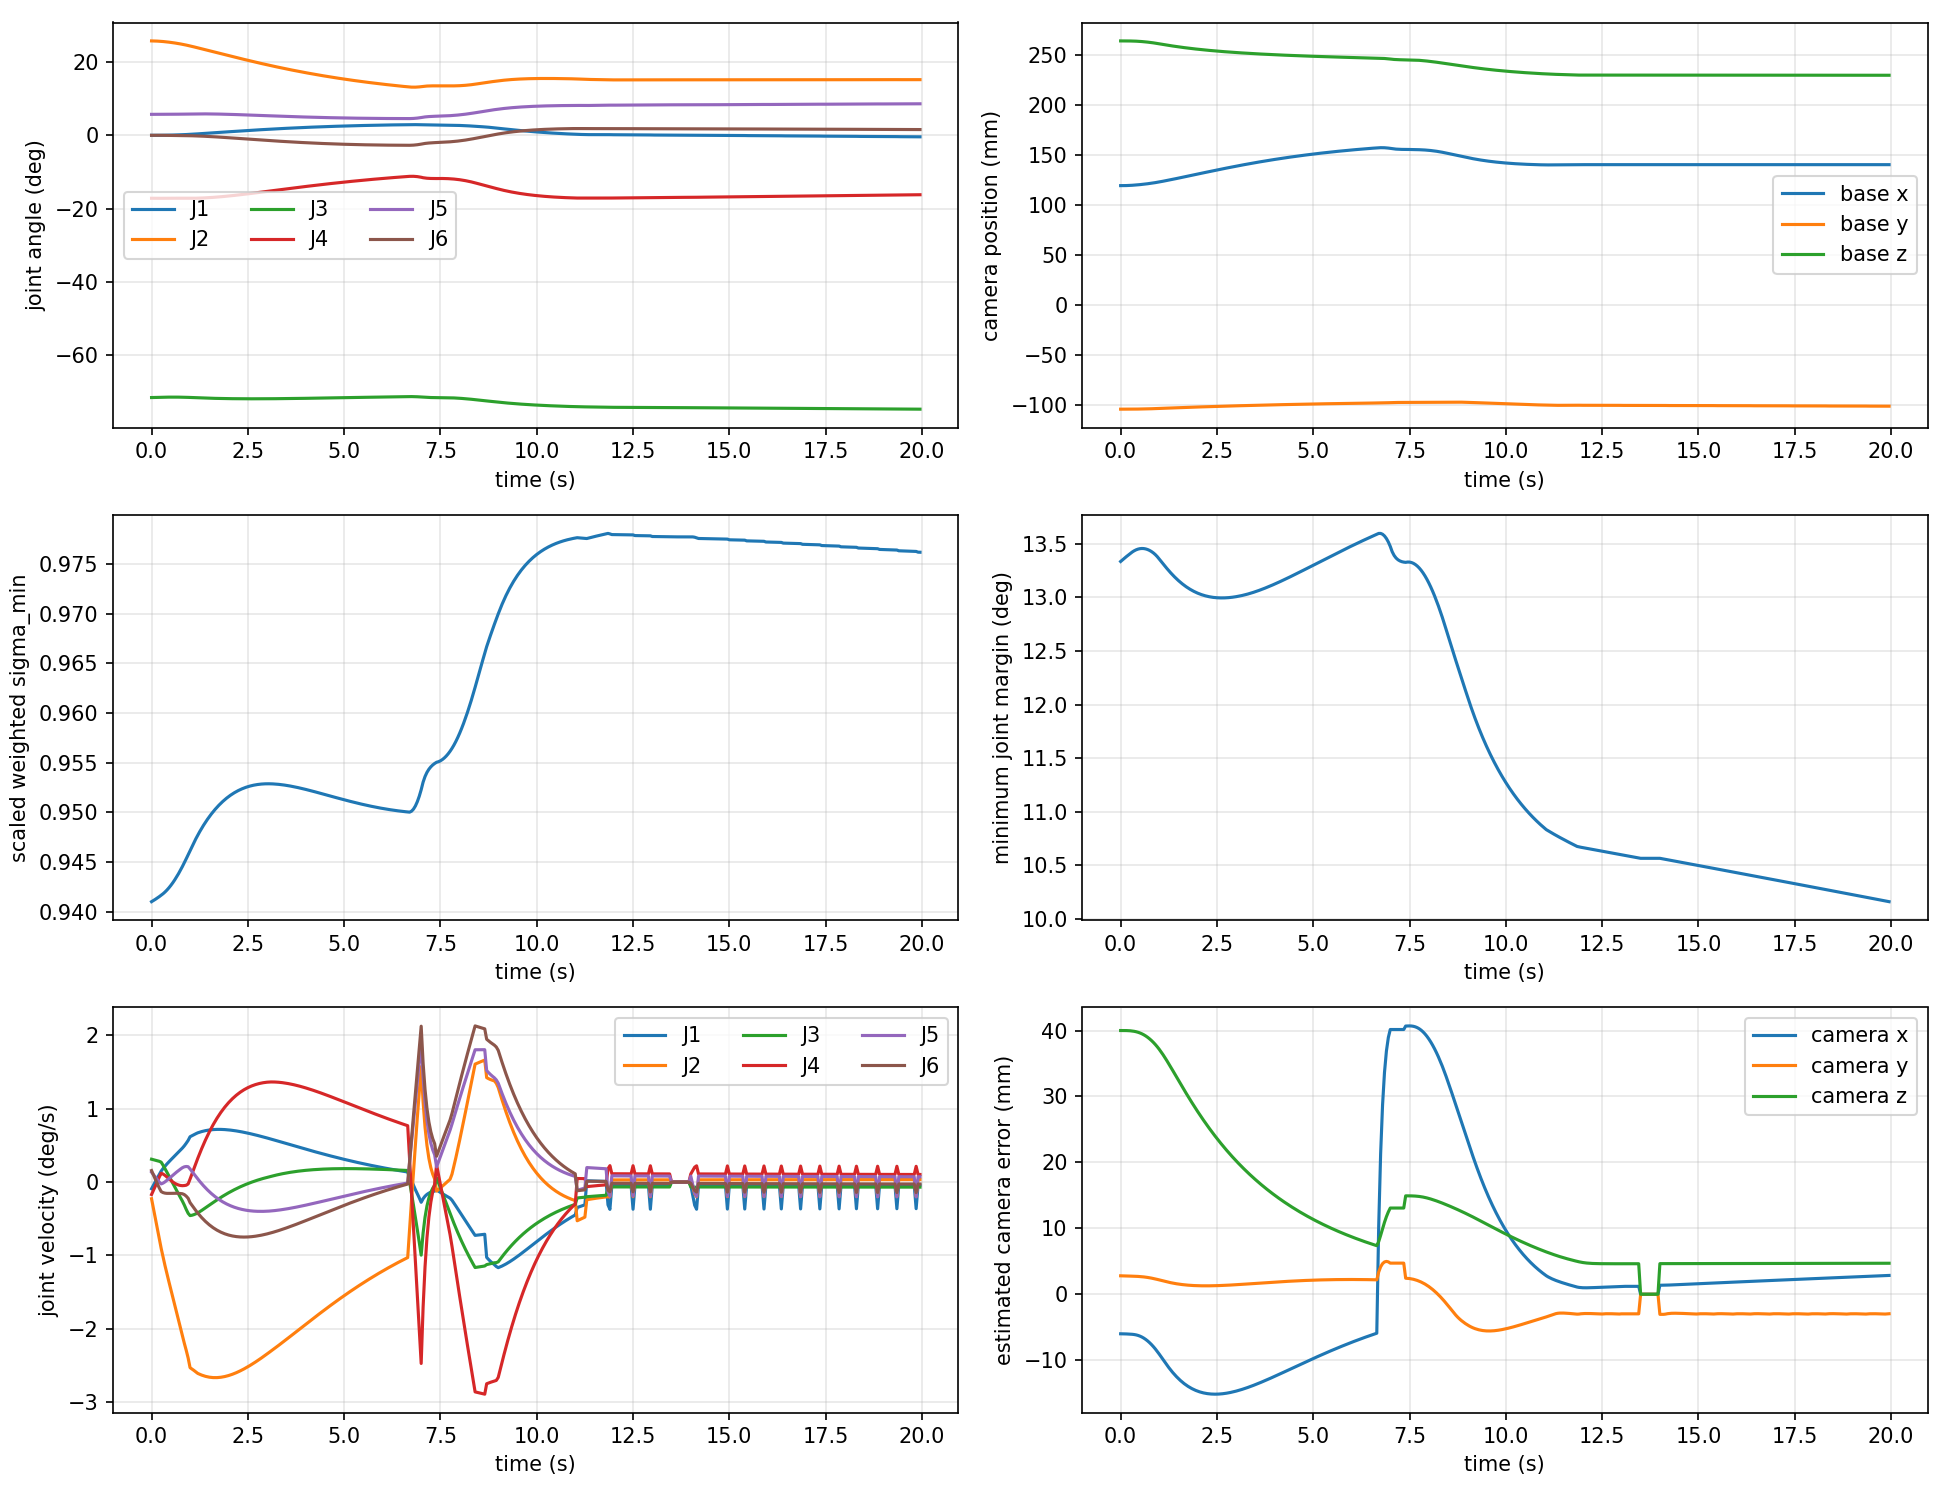 20
0
−20
−40
−60
joint angle (deg)
J1 J3 J5
J2 J4 J6
0.0 2.5 5.0 7.5 10.0 12.5 15.0 17.5 20.0
time (s)
250
200
150
100
50
0
−50
−100
camera position (mm)
base x
base y
base z
0.0 2.5 5.0 7.5 10.0 12.5 15.0 17.5 20.0
time (s)
0.975
0.970
0.965
0.960
0.955
0.950
0.945
0.940
scaled weighted sigma_min
0.0 2.5 5.0 7.5 10.0 12.5 15.0 17.5 20.0
time (s)
13.5
13.0
12.5
12.0
11.5
11.0
10.5
10.0
minimum joint margin (deg)
0.0 2.5 5.0 7.5 10.0 12.5 15.0 17.5 20.0
time (s)
2
1
0
−1
−2
−3
joint velocity (deg/s)
J1 J3 J5
J2 J4 J6
0.0 2.5 5.0 7.5 10.0 12.5 15.0 17.5 20.0
time (s)
40
30
20
10
0
−10
estimated camera error (mm)
camera x
camera y
camera z
0.0 2.5 5.0 7.5 10.0 12.5 15.0 17.5 20.0
time (s)